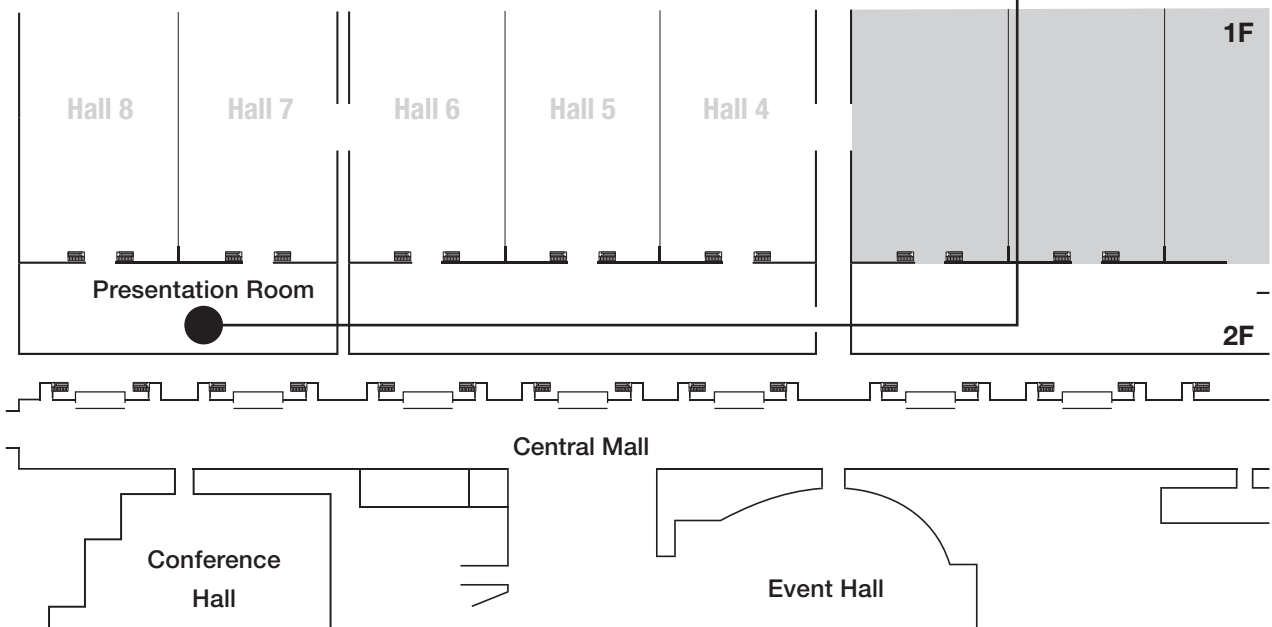 1F
Hall 8
Hall 7
Hall 6
Hall 5
Hall 4
Presentation Room
2F
Central Mall
Conference
Hall
Event Hall